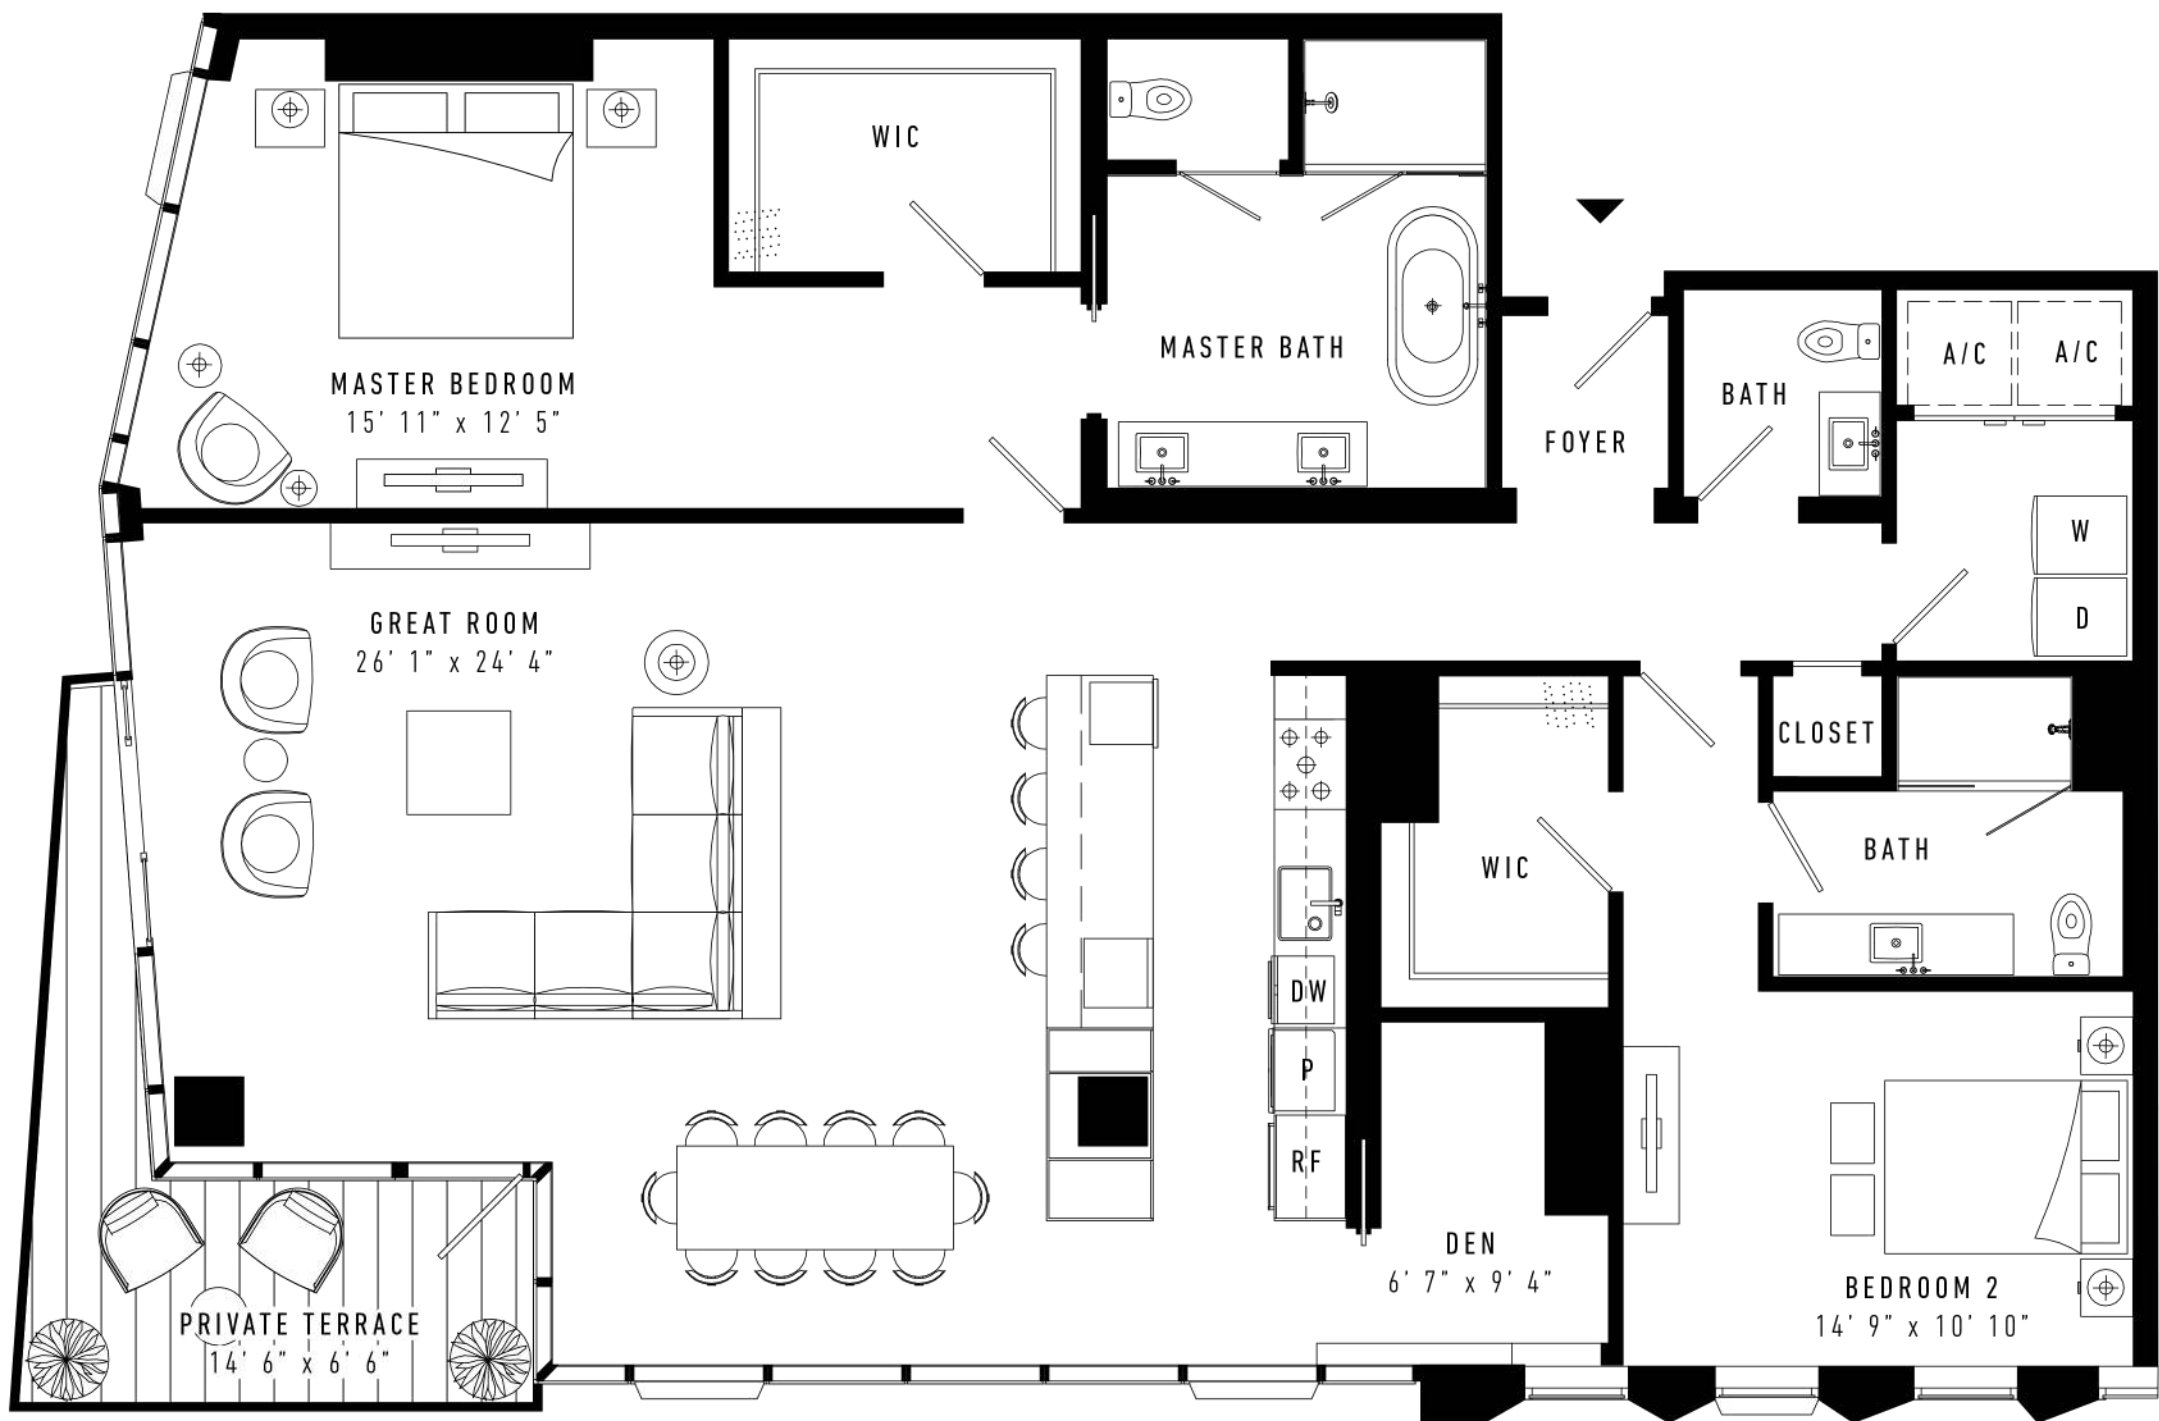 WIC
MASTER BEDROOM
15' 11" x 12' 5"
MASTER BATH
FOYER
BATH
A/C
A/C
W
D
GREAT ROOM
26' 1" x 24' 4"
CLOSET
WIC
BATH
DW
P
RF
DEN
6' 7" x 9' 4"
BEDROOM 2
14' 9" x 10' 10"
PRIVATE TERRACE
14' 6" x 6' 6"